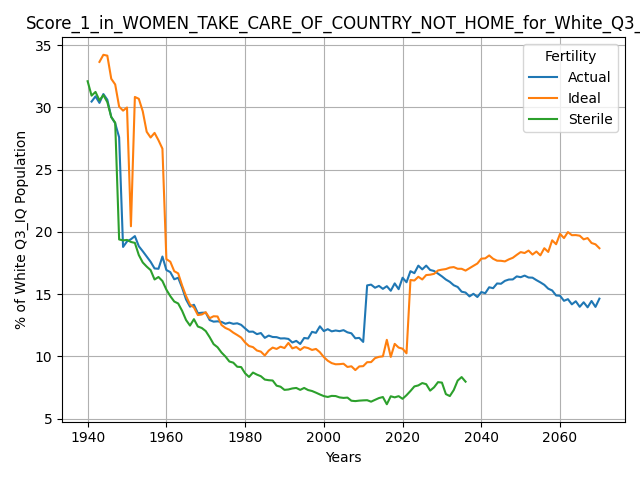 Score_1_in_WOMEN_TAKE_CARE_OF_COUNTRY_NOT_HOME_for_White_Q3_
Fertility
Actual
Ideal
Sterile
% of White Q3_IQ Population
35
30
25
20
15
10
5
1940 1960 1980 2000 2020 2040 2060
Years